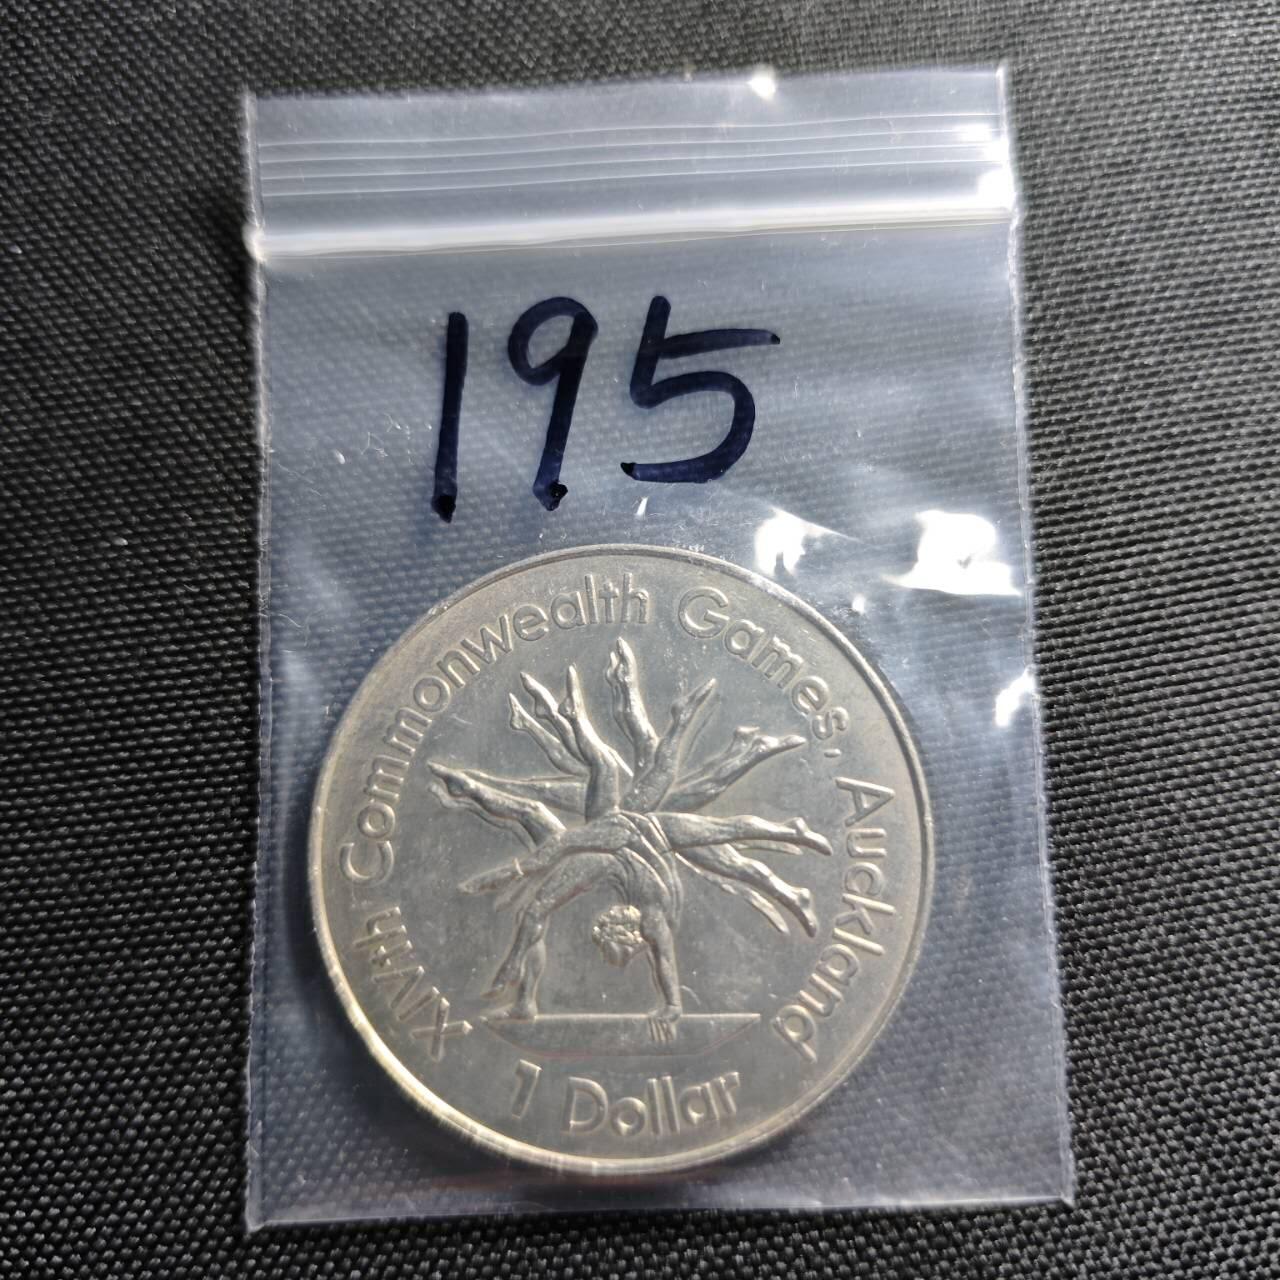 195
XIVth Commonwealth Games, Auckland
1 Dollar